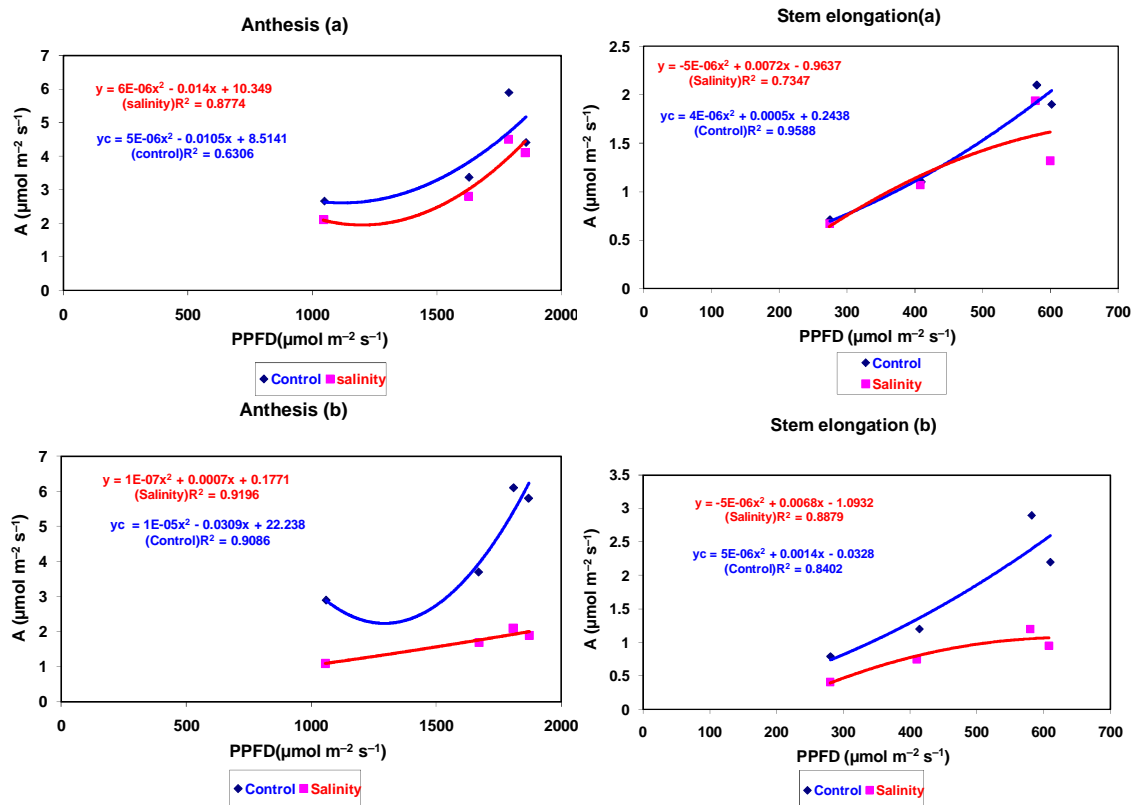 Anthesis (a)
7
6
5
4
3
2
1
0
A (µmol m⁻² s⁻¹)
y = 6E-06x² - 0.014x + 10.349
(salinity)R² = 0.8774
yc = 5E-06x² - 0.0105x + 8.5141
(control)R² = 0.6306
0 500 1000 1500 2000
PPFD(µmol m⁻² s⁻¹)
Control salinity
Stem elongation(a)
2.5
2
1.5
1
0.5
0
A (µmol m⁻² s⁻¹)
y = -5E-06x² + 0.0072x - 0.9637
(Salinity)R² = 0.7347
yc = 4E-06x² + 0.0005x + 0.2438
(Control)R² = 0.9588
0 100 200 300 400 500 600 700
PPFD (µmol m⁻² s⁻¹)
Control
Salinity
Anthesis (b)
7
6
5
4
3
2
1
0
A (µmol m⁻² s⁻¹)
y = 1E-07x² + 0.0007x + 0.1771
(Salinity)R² = 0.9196
yc = 1E-05x² - 0.0309x + 22.238
(Control)R² = 0.9086
0 500 1000 1500 2000
PPFD(µmol m⁻² s⁻¹)
Control Salinity
Stem elongation (b)
3.5
3
2.5
2
1.5
1
0.5
0
A (µmol m⁻² s⁻¹)
y = -5E-06x² + 0.0068x - 1.0932
(Salinity)R² = 0.8879
yc = 5E-06x² + 0.0014x - 0.0328
(Control)R² = 0.8402
0 100 200 300 400 500 600 700
PPFD (µmol m⁻² s⁻¹)
Control Salinity